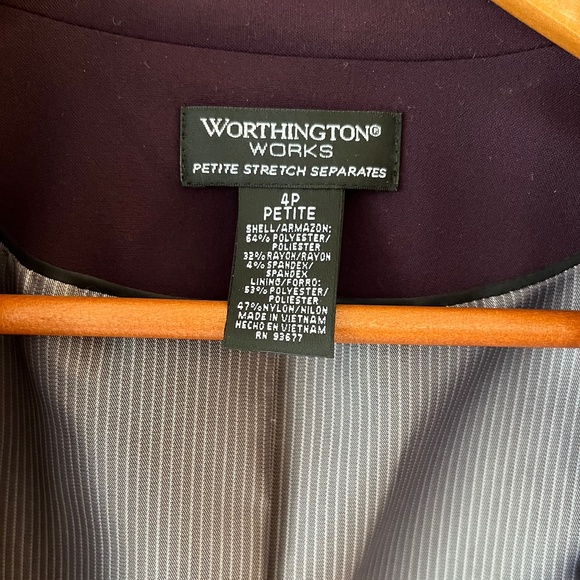 WORTHINGTON®
WORKS
PETITE STRETCH SEPARATES
4P
PETITE
SHELL/ARMAZON:
64% POLYESTER/
POLIESTER
32% RAYON/RAYON
4% SPANDEX/
SPANDEX
LINING/FORRO:
53% POLYESTER/
POLIESTER
47% NYLON/NILON
MADE IN VIETNAM
HECHO EN VIETNAM
RN 93677